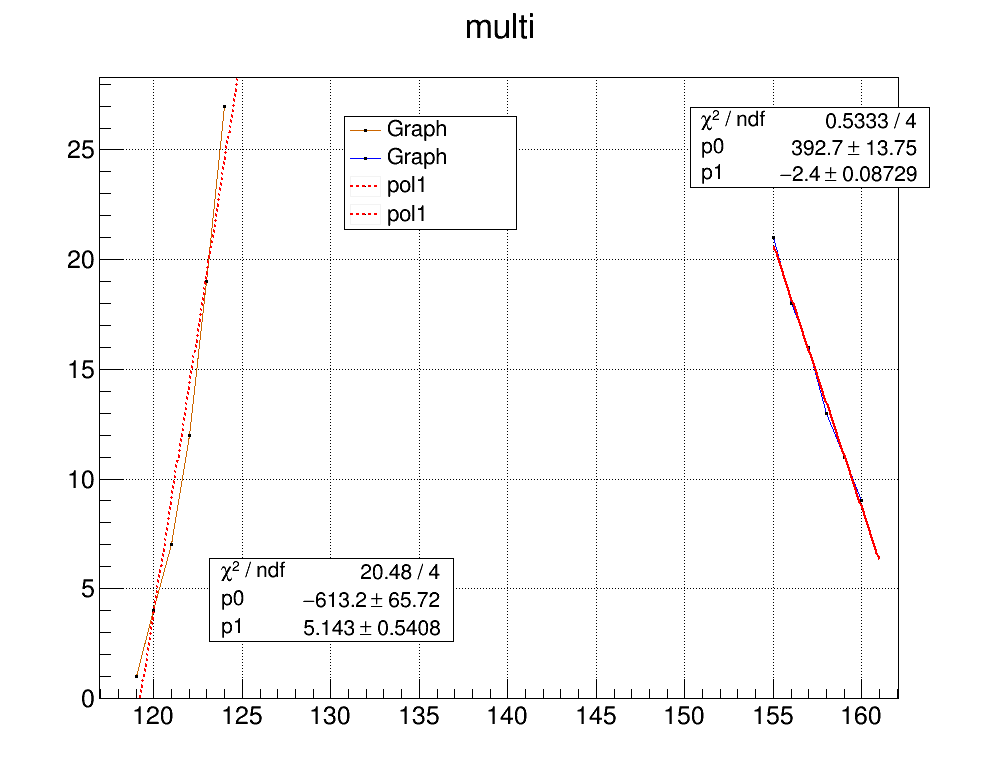 multi
Graph
Graph
pol1
pol1
χ² / ndf 0.5333 / 4
p0 392.7 ± 13.75
p1 −2.4 ± 0.08729
χ² / ndf 20.48 / 4
p0 −613.2 ± 65.72
p1 5.143 ± 0.5408
25
20
15
10
5
0
120 125 130 135 140 145 150 155 160